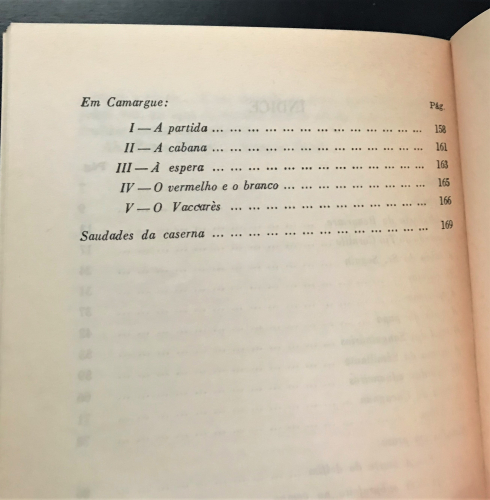 Em Camargue: Pág.
I — A partida ... ... ... ... ... ... ... ... ... ... ... ... 158
II — A cabana ... ... ... ... ... ... ... ... ... ... ... ... 161
III — À espera ... ... ... ... ... ... ... ... ... ... ... ... 163
IV — O vermelho e o branco ... ... ... ... ... ... ... ... 165
V — O Vaccarès ... ... ... ... ... ... ... ... ... ... ... 166
Saudades da caserna ... ... ... ... ... ... ... ... ... ... ... ... 169